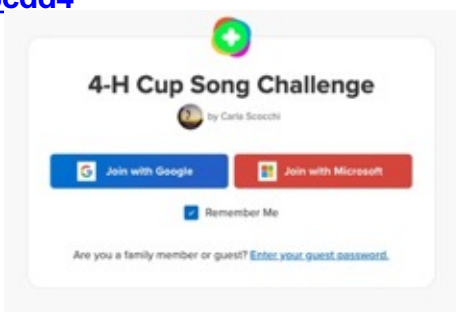 4-H Cup Song Challenge
by Carla Scocchi
Join with Google
Join with Microsoft
Remember Me
Are you a family member or guest? Enter your guest password.